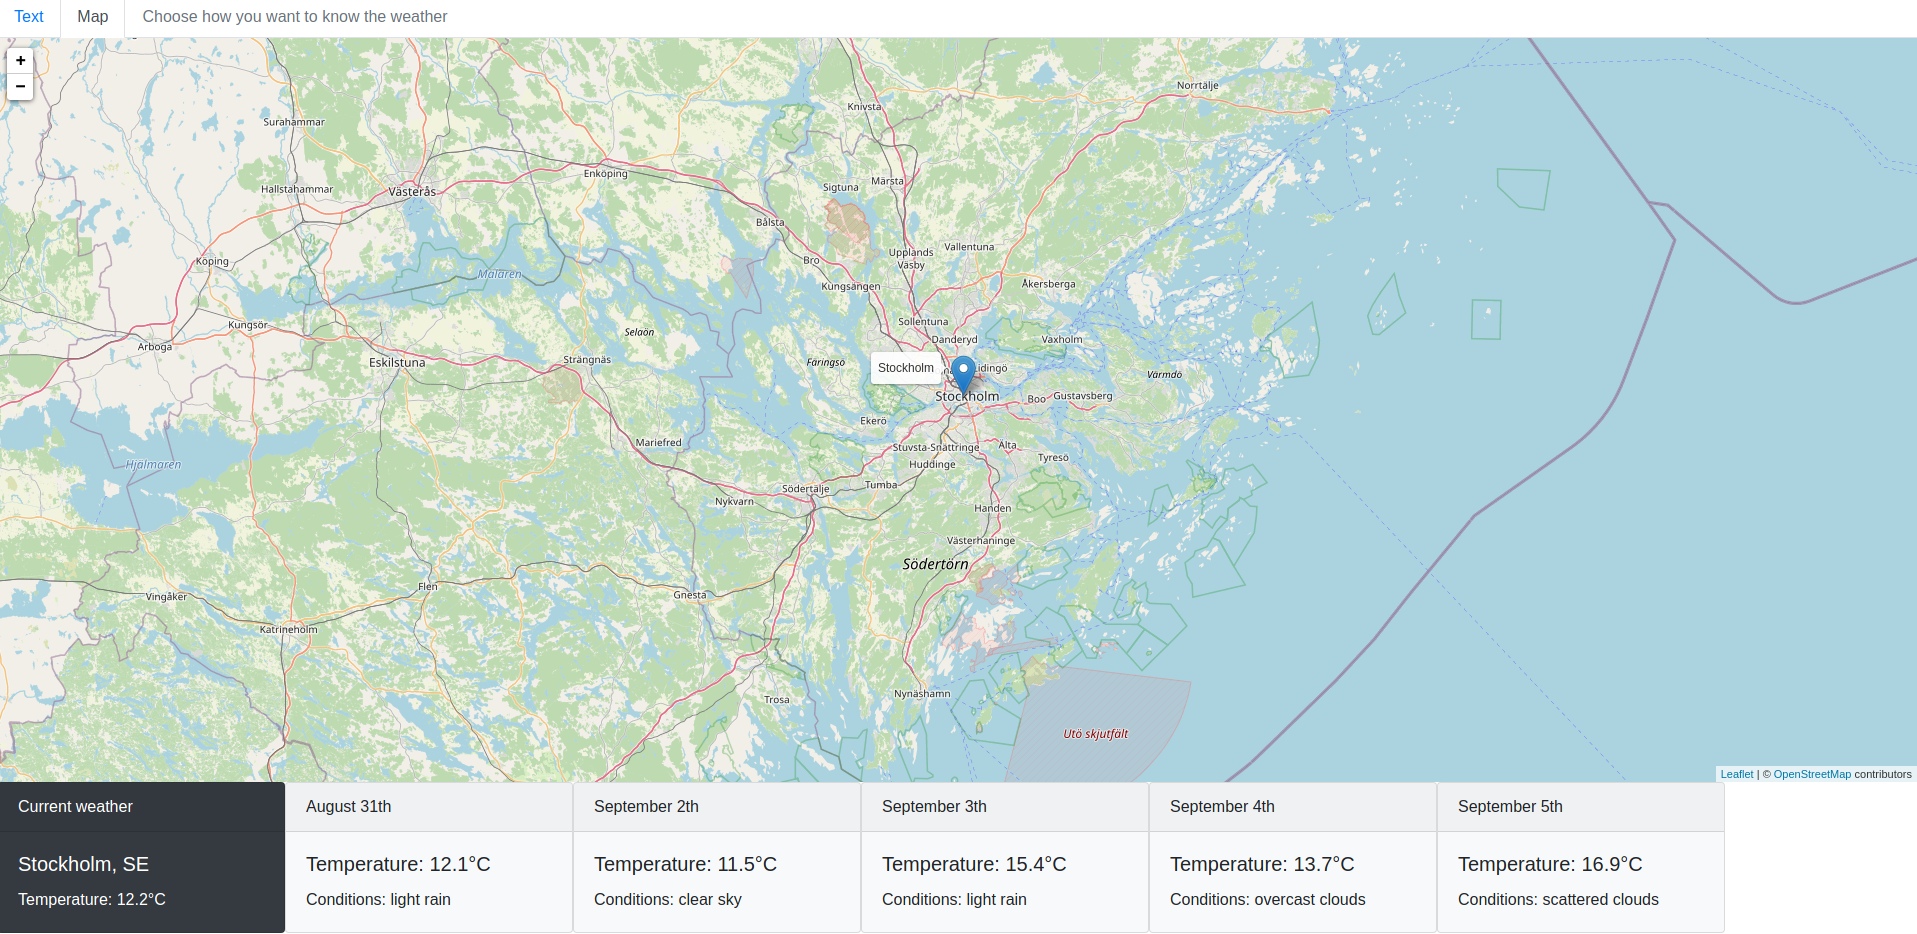 Text Map Choose how you want to know the weather
+
−
Norrtälje
Knivsta
Surahammar
Enköping
Märsta
Sigtuna
Hallstahammar
Västerås
Bålsta
Vallentuna
Upplands
Väsby
Bro
Köping
Mälaren
Kungsängen
Åkersberga
Sollentuna
Kungsör
Selaön
Danderyd
Vaxholm
Arboga
Eskilstuna
Strängnäs
Färingsö
Stockholm
Lidingö
Värmdö
Stockholm
Boo
Gustavsberg
Ekerö
Mariefred
Stuvsta-Snättringe
Älta
Tyresö
Hjälmaren
Huddinge
Södertälje
Tumba
Nykvarn
Handen
Västerhaninge
Södertörn
Flen
Gnesta
Vingåker
Katrineholm
Trosa
Nynäshamn
Utö skjutfält
Leaflet | © OpenStreetMap contributors
Current weather
Stockholm, SE
Temperature: 12.2°C
August 31th
Temperature: 12.1°C
Conditions: light rain
September 2th
Temperature: 11.5°C
Conditions: clear sky
September 3th
Temperature: 15.4°C
Conditions: light rain
September 4th
Temperature: 13.7°C
Conditions: overcast clouds
September 5th
Temperature: 16.9°C
Conditions: scattered clouds